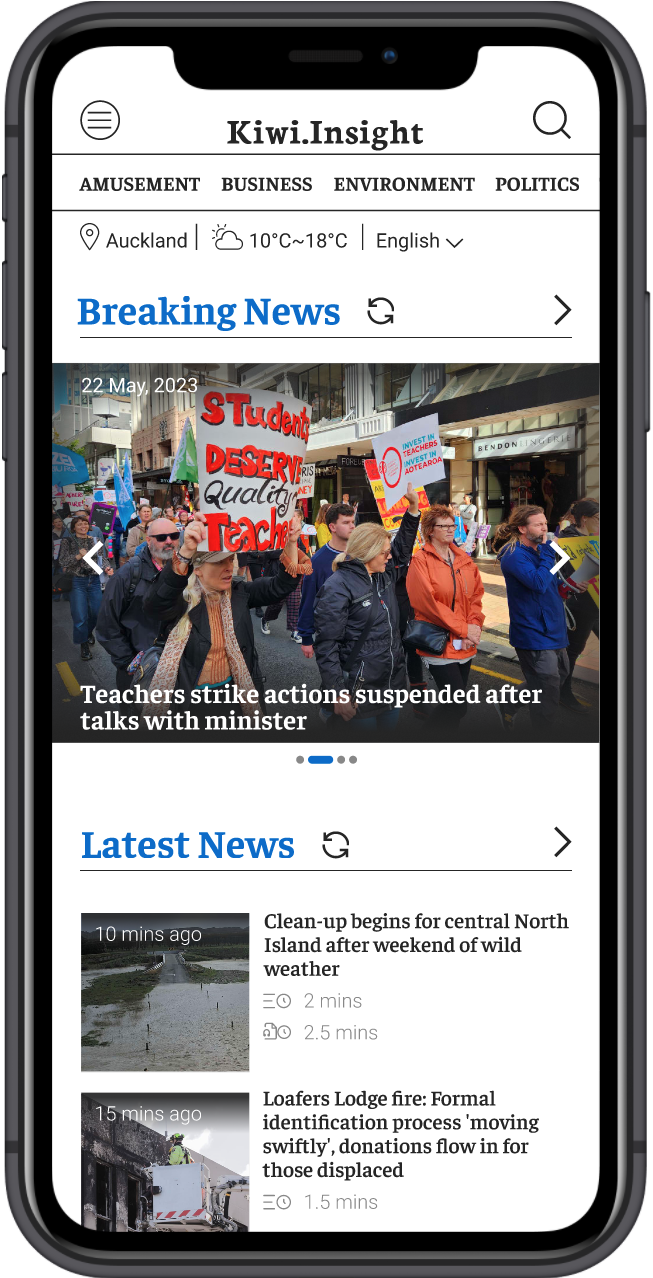 Kiwi.Insight
AMUSEMENT BUSINESS ENVIRONMENT POLITICS
Auckland 10°C~18°C English
Breaking News
22 May, 2023
STudents
DESERVE
Quality
Teache
INVEST IN
TEACHERS
INVEST IN
AOTEAROA
BENDON LINGERIE
Teachers strike actions suspended after
talks with minister
Latest News
10 mins ago
Clean-up begins for central North
Island after weekend of wild
weather
2 mins
2.5 mins
15 mins ago
Loafers Lodge fire: Formal
identification process 'moving
swiftly', donations flow in for
those displaced
1.5 mins